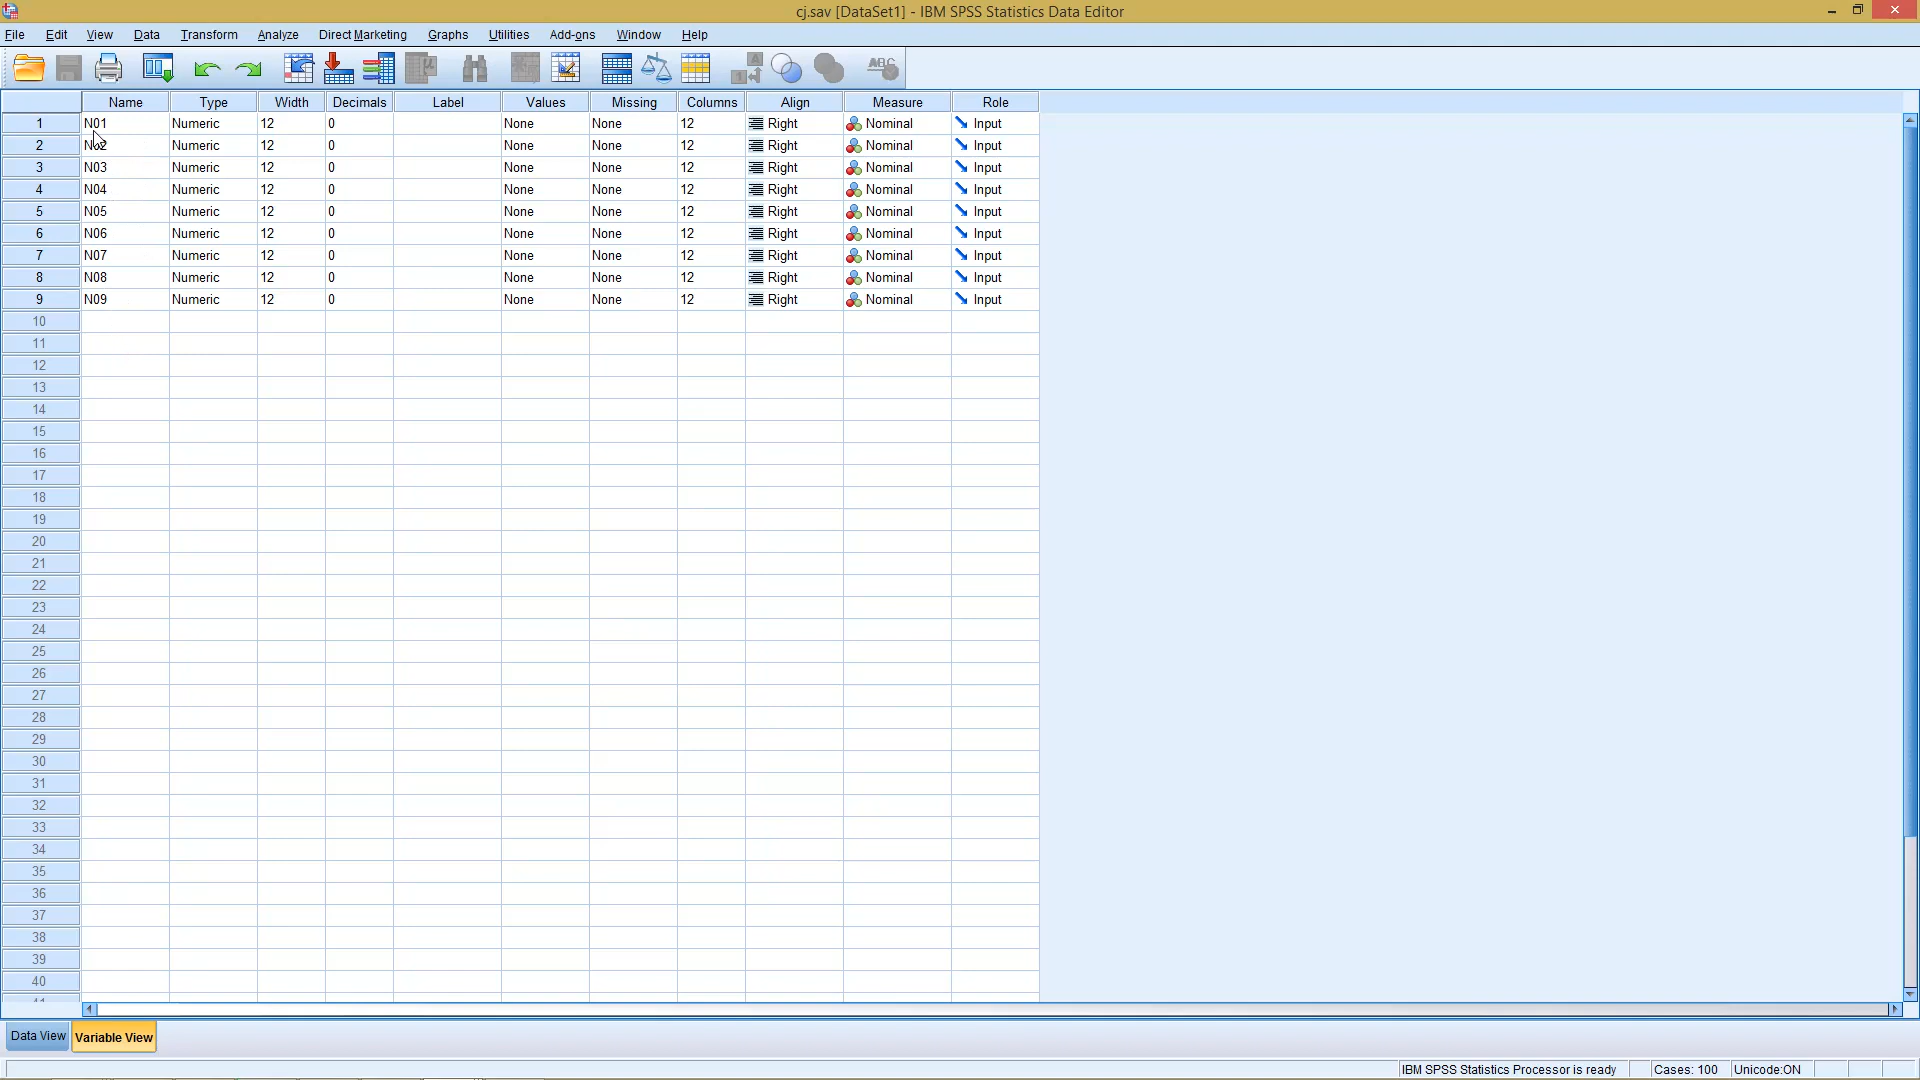 cj.sav [DataSet1] - IBM SPSS Statistics Data Editor
File Edit View Data Transform Analyze Direct Marketing Graphs Utilities Add-ons Window Help
Name Type Width Decimals Label Values Missing Columns Align Measure Role
1 N01 Numeric 12 0 None None 12 Right Nominal Input
2 N02 Numeric 12 0 None None 12 Right Nominal Input
3 N03 Numeric 12 0 None None 12 Right Nominal Input
4 N04 Numeric 12 0 None None 12 Right Nominal Input
5 N05 Numeric 12 0 None None 12 Right Nominal Input
6 N06 Numeric 12 0 None None 12 Right Nominal Input
7 N07 Numeric 12 0 None None 12 Right Nominal Input
8 N08 Numeric 12 0 None None 12 Right Nominal Input
9 N09 Numeric 12 0 None None 12 Right Nominal Input
10
11
12
13
14
15
16
17
18
19
20
21
22
23
24
25
26
27
28
29
30
31
32
33
34
35
36
37
38
39
40
Data View Variable View
IBM SPSS Statistics Processor is ready Cases: 100 Unicode:ON